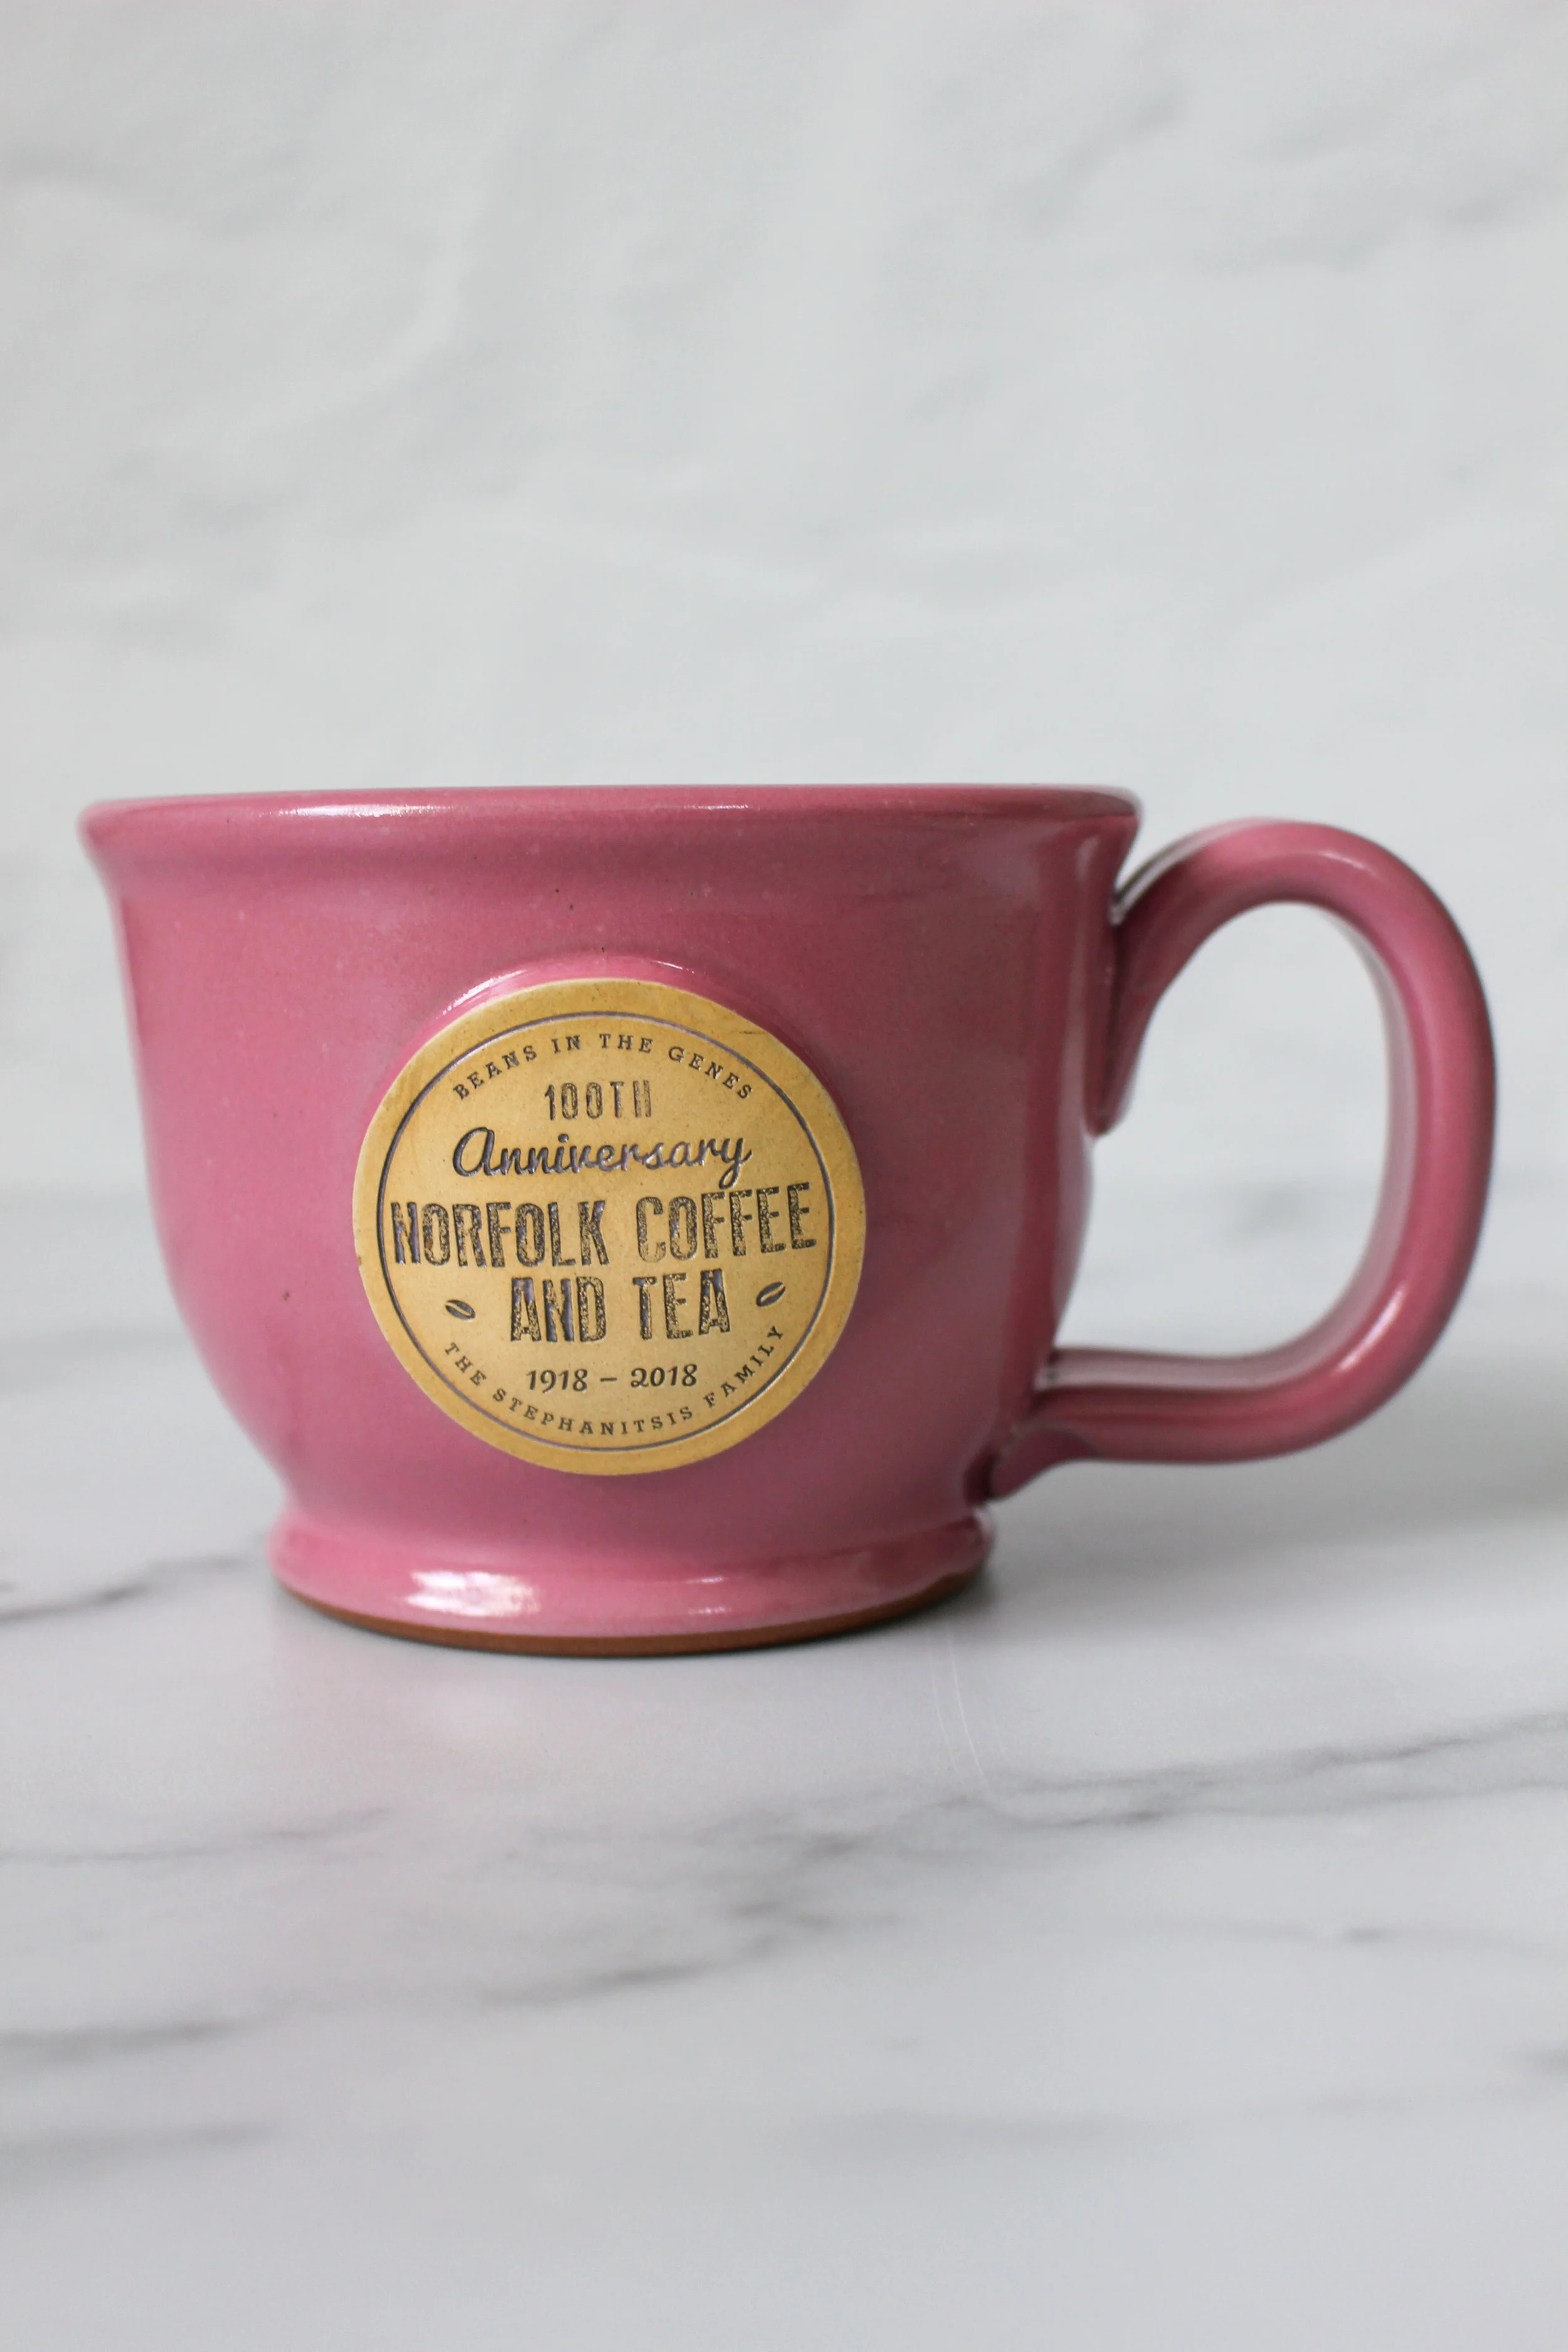 BEANS IN THE GENES
100TH
Anniversary
NORFOLK COFFEE
AND TEA
1918 – 2018
THE STEPHANITSIS FAMILY